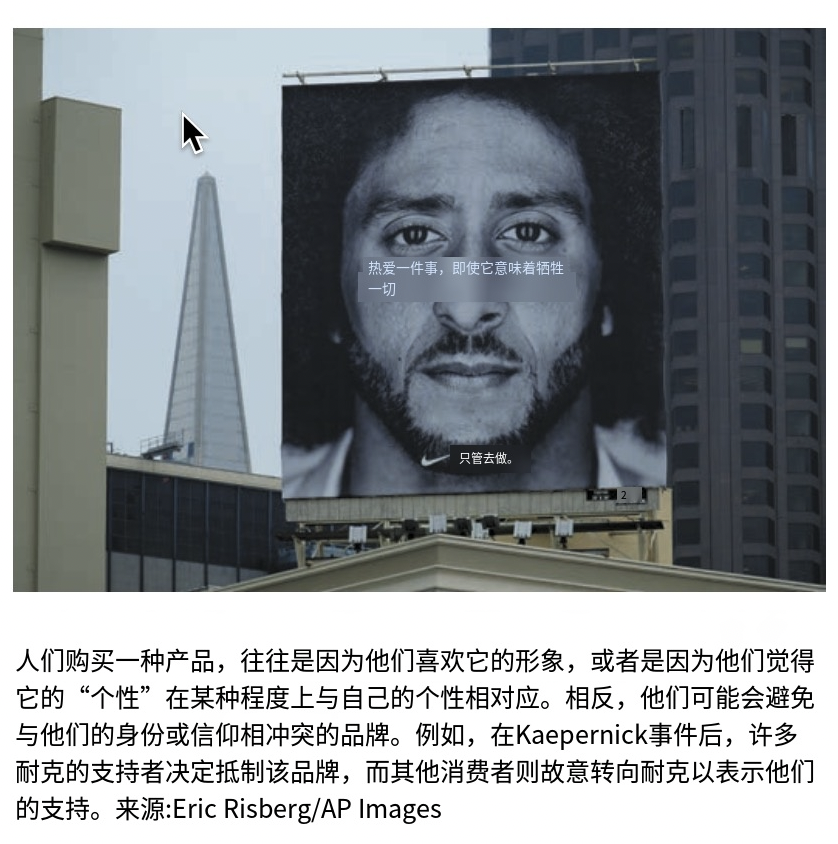 热爱一件事，即使它意味着牺牲
一切
只管去做。
2
人们购买一种产品，往往是因为他们喜欢它的形象，或者是因为他们觉得
它的“个性”在某种程度上与自己的个性相对应。相反，他们可能会避免
与他们的身份或信仰相冲突的品牌。例如，在Kaepernick事件后，许多
耐克的支持者决定抵制该品牌，而其他消费者则故意转向耐克以表示他们
的支持。来源:Eric Risberg/AP Images